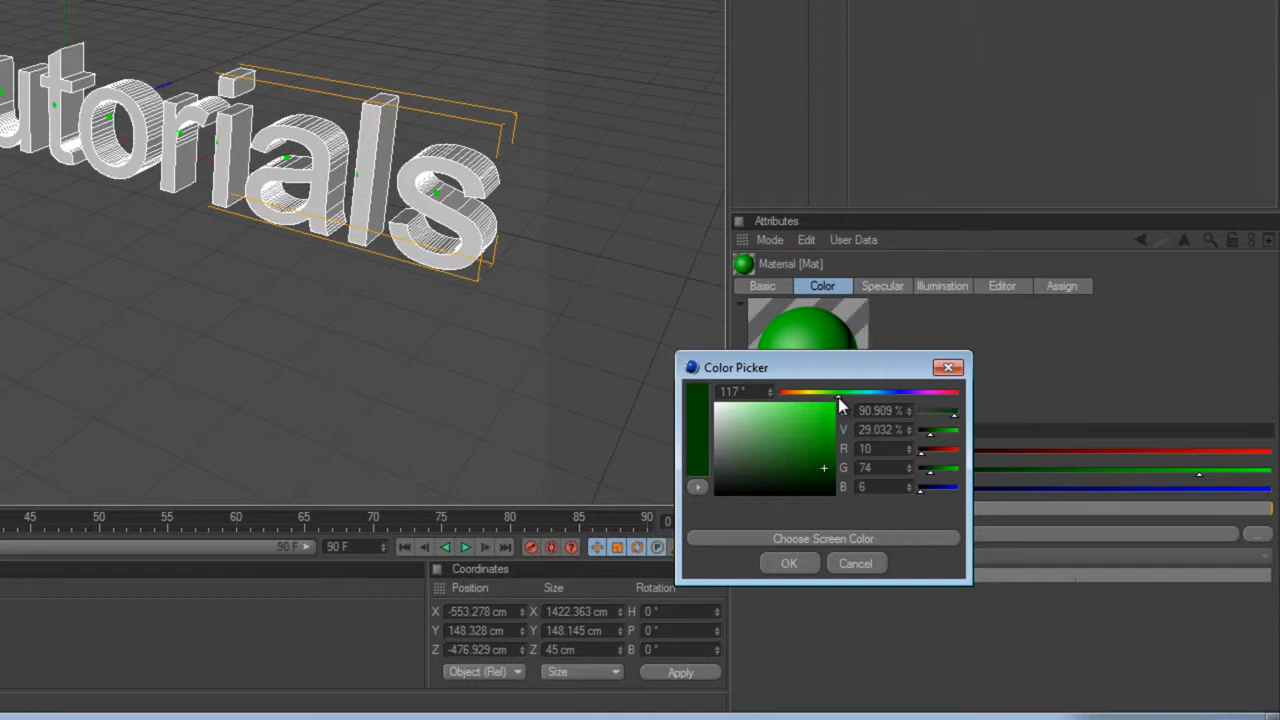 utorials
Attributes
Mode Edit User Data
Material [Mat]
Basic Color Specular Illumination Editor Assign
Color Picker
117 °
90.909 %
V 29.032 %
R 10
G 74
B 6
Choose Screen Color
OK Cancel
45 50 55 60 65 70 75 80 85 90 0
90 F 90 F
Coordinates
Position Size Rotation
X -553.278 cm X 1422.363 cm H 0 °
Y 148.328 cm Y 148.145 cm P 0 °
Z -476.929 cm Z 45 cm B 0 °
Object (Rel) Size Apply